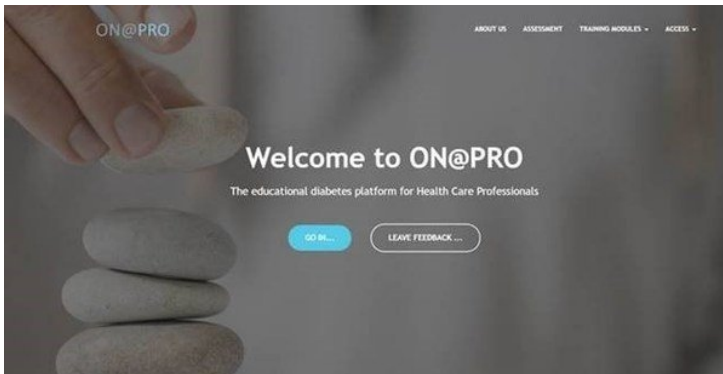 ON@PRO
ABOUT US
ASSESSMENT
TRAINING MODULES
ACCESS
Welcome to ON@PRO
The educational diabetes platform for Health Care Professionals
GO IN...
LEAVE FEEDBACK ...